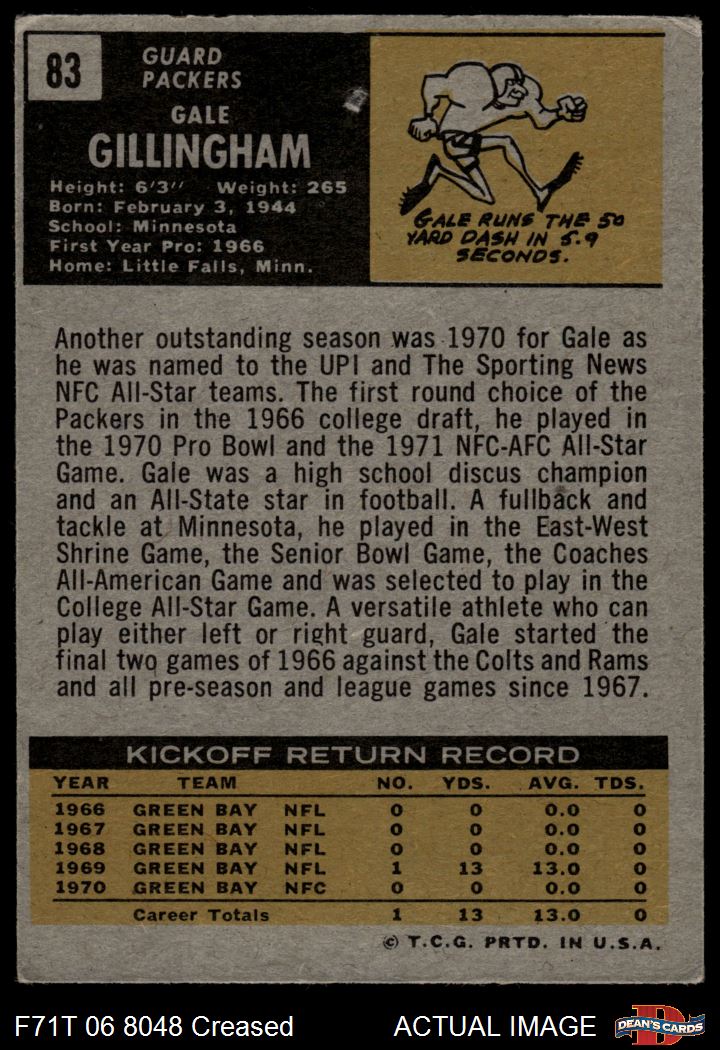 83
GUARD
PACKERS
GALE
GILLINGHAM
Height: 6'3" Weight: 265
Born: February 3, 1944
School: Minnesota
First Year Pro: 1966
Home: Little Falls, Minn.
GALE RUNS THE 50
YARD DASH IN 5.9
SECONDS.
Another outstanding season was 1970 for Gale as
he was named to the UPI and The Sporting News
NFC All-Star teams. The first round choice of the
Packers in the 1966 college draft, he played in
the 1970 Pro Bowl and the 1971 NFC-AFC All-Star
Game. Gale was a high school discus champion
and an All-State star in football. A fullback and
tackle at Minnesota, he played in the East-West
Shrine Game, the Senior Bowl Game, the Coaches
All-American Game and was selected to play in the
College All-Star Game. A versatile athlete who can
play either left or right guard, Gale started the
final two games of 1966 against the Colts and Rams
and all pre-season and league games since 1967.
KICKOFF RETURN RECORD
YEAR TEAM NO. YDS. AVG. TDS.
1966 GREEN BAY NFL 0 0 0.0 0
1967 GREEN BAY NFL 0 0 0.0 0
1968 GREEN BAY NFL 0 0 0.0 0
1969 GREEN BAY NFL 1 13 13.0 0
1970 GREEN BAY NFC 0 0 0.0 0
Career Totals 1 13 13.0 0
© T.C.G. PRTD. IN U.S.A.
F71T 06 8048 Creased ACTUAL IMAGE DEAN'S CARDS